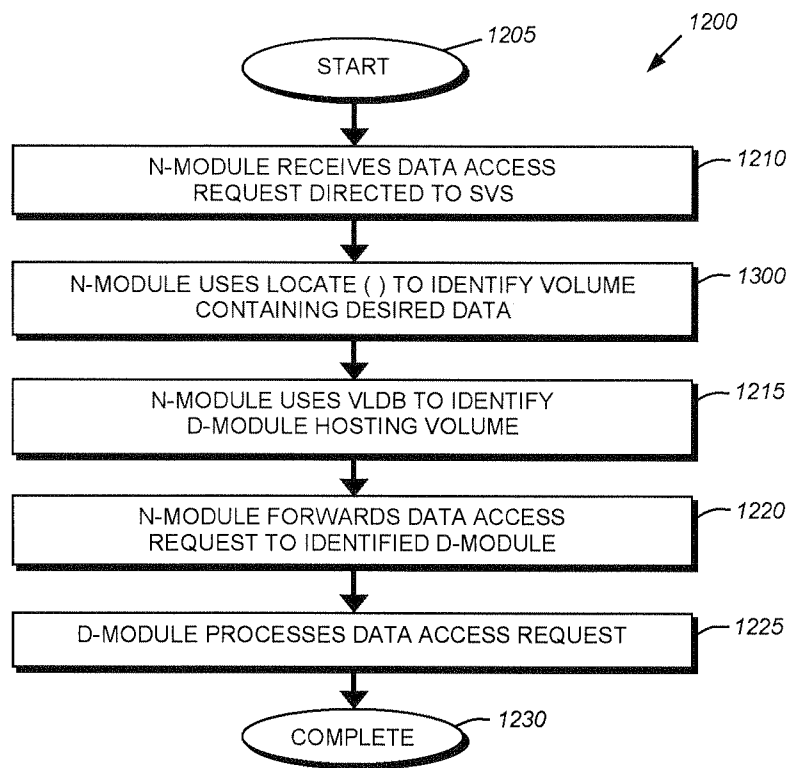 1200
1205
START
1210
N-MODULE RECEIVES DATA ACCESS
REQUEST DIRECTED TO SVS
1300
N-MODULE USES LOCATE ( ) TO IDENTIFY VOLUME
CONTAINING DESIRED DATA
1215
N-MODULE USES VLDB TO IDENTIFY
D-MODULE HOSTING VOLUME
1220
N-MODULE FORWARDS DATA ACCESS
REQUEST TO IDENTIFIED D-MODULE
1225
D-MODULE PROCESSES DATA ACCESS REQUEST
1230
COMPLETE